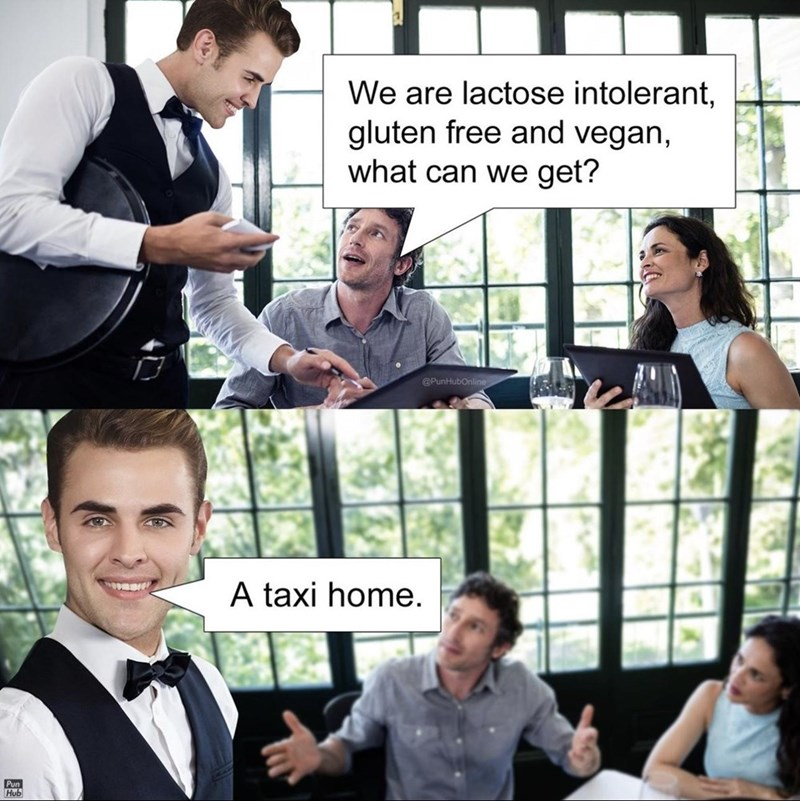 We are lactose intolerant,
gluten free and vegan,
what can we get?
@PunHubOnline
A taxi home.
Pun
Hub